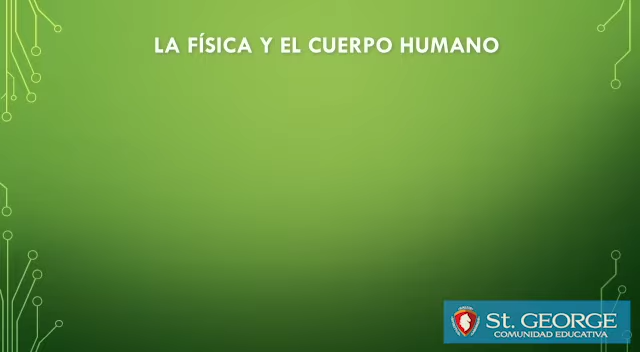 LA FÍSICA Y EL CUERPO HUMANO
St. GEORGE
COMUNIDAD EDUCATIVA